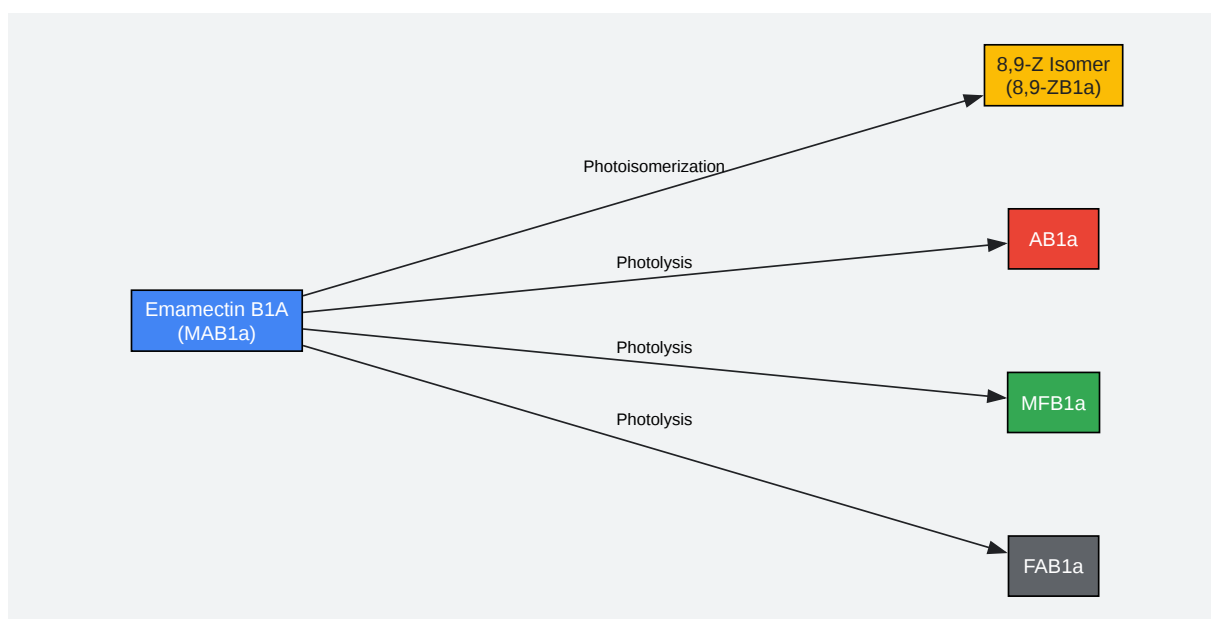 8,9-Z Isomer
(8,9-ZB1a)
Photoisomerization
AB1a
Photolysis
Emamectin B1A
(MAB1a)
Photolysis
MFB1a
Photolysis
FAB1a